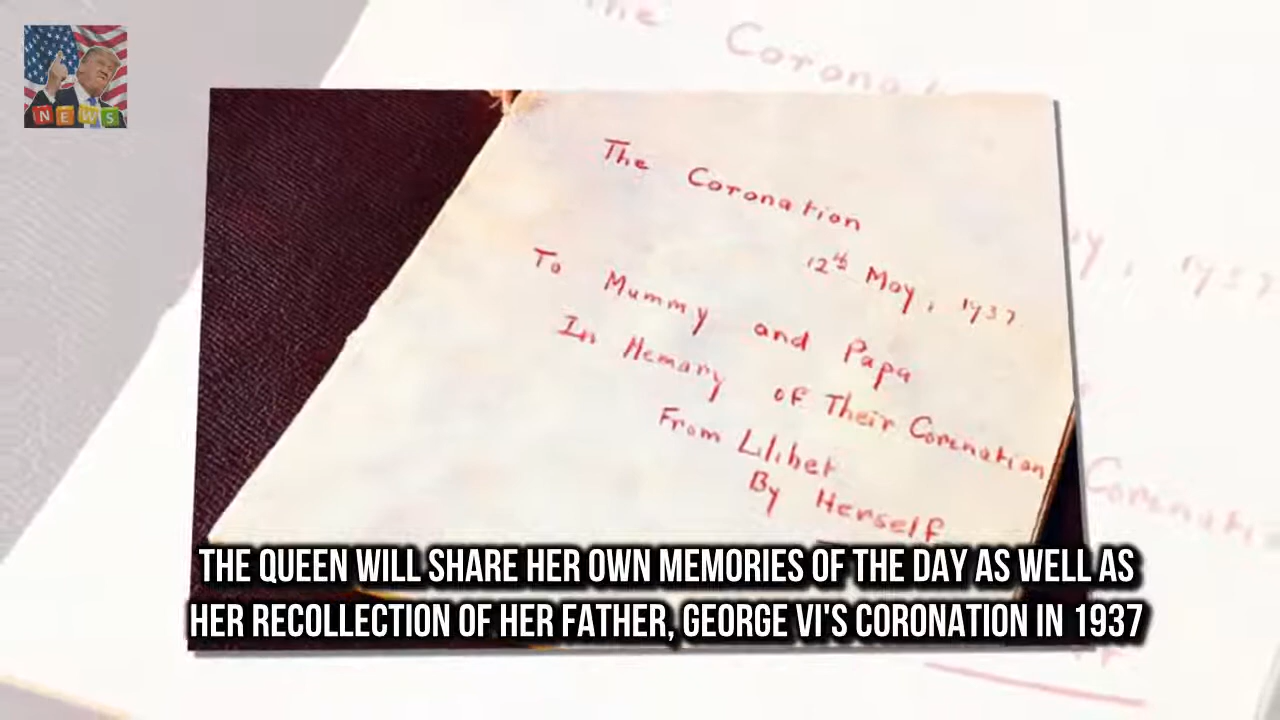 NEWS
The Coronation
12th May, 1937
To Mummy and Papa
In Memory of Their Coronation
From Lilibet
By Herself
THE QUEEN WILL SHARE HER OWN MEMORIES OF THE DAY AS WELL AS
HER RECOLLECTION OF HER FATHER, GEORGE VI'S CORONATION IN 1937